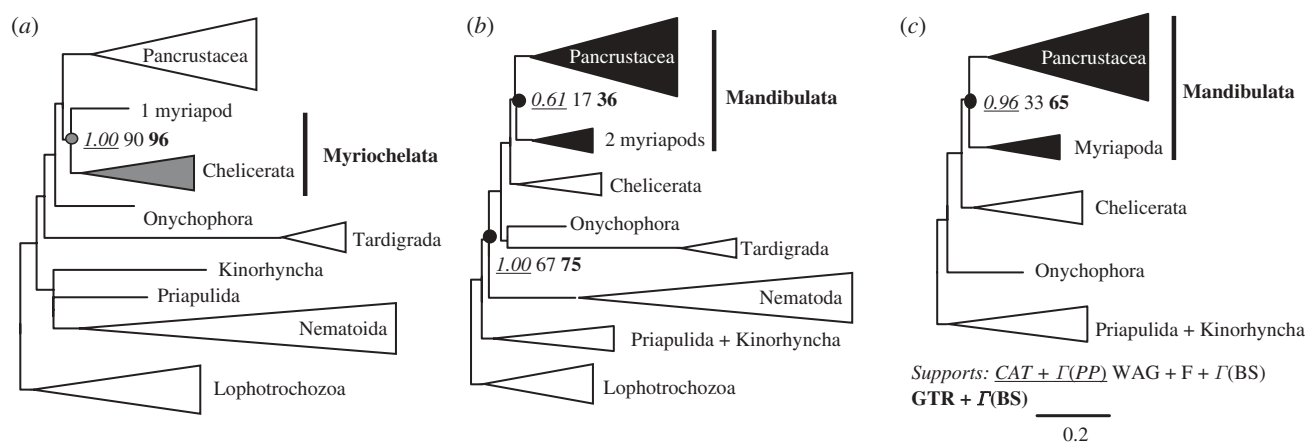 (a)
Pancrustacea
1 myriapod
1.00 90 96
Chelicerata
Myriochelata
Onychophora
Tardigrada
Kinorhyncha
Priapulida
Nematoida
Lophotrochozoa
(b)
Pancrustacea
0.61 17 36
Mandibulata
2 myriapods
Chelicerata
Onychophora
Tardigrada
1.00 67 75
Nematoda
Priapulida + Kinorhyncha
Lophotrochozoa
(c)
Pancrustacea
0.96 33 65
Mandibulata
Myriapoda
Chelicerata
Onychophora
Priapulida + Kinorhyncha
Supports: CAT + Γ(PP) WAG + F + Γ(BS)
GTR + Γ(BS)
0.2